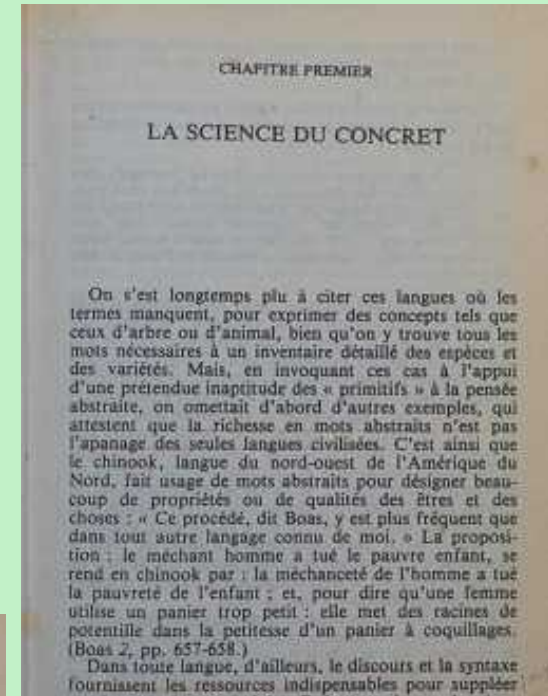 CHAPITRE PREMIER
LA SCIENCE DU CONCRET
On s'est longtemps plu à citer ces langues où les
termes manquent, pour exprimer des concepts tels que
ceux d'arbre ou d'animal, bien qu'on y trouve tous les
mots nécessaires à un inventaire détaillé des espèces et
des variétés. Mais, en invoquant ces cas à l'appui
d'une prétendue inaptitude des « primitifs » à la pensée
abstraite, on omettait d'abord d'autres exemples, qui
attestent que la richesse en mots abstraits n'est pas
l'apanage des seules langues civilisées. C'est ainsi que
le chinook, langue du nord-ouest de l'Amérique du
Nord, fait usage de mots abstraits pour désigner beau-
coup de propriétés ou de qualités des êtres et des
choses : « Ce procédé, dit Boas, y est plus fréquent que
dans tout autre langage connu de moi. » La proposi-
tion : le méchant homme a tué le pauvre enfant, se
rend en chinook par : la méchanceté de l'homme a tué
la pauvreté de l'enfant ; et, pour dire qu'une femme
utilise un panier trop petit : elle met des racines de
potentille dans la petitesse d'un panier à coquillages.
(Boas 2, pp. 657-658.)
Dans toute langue, d'ailleurs, le discours et la syntaxe
fournissent les ressources indispensables pour suppléer